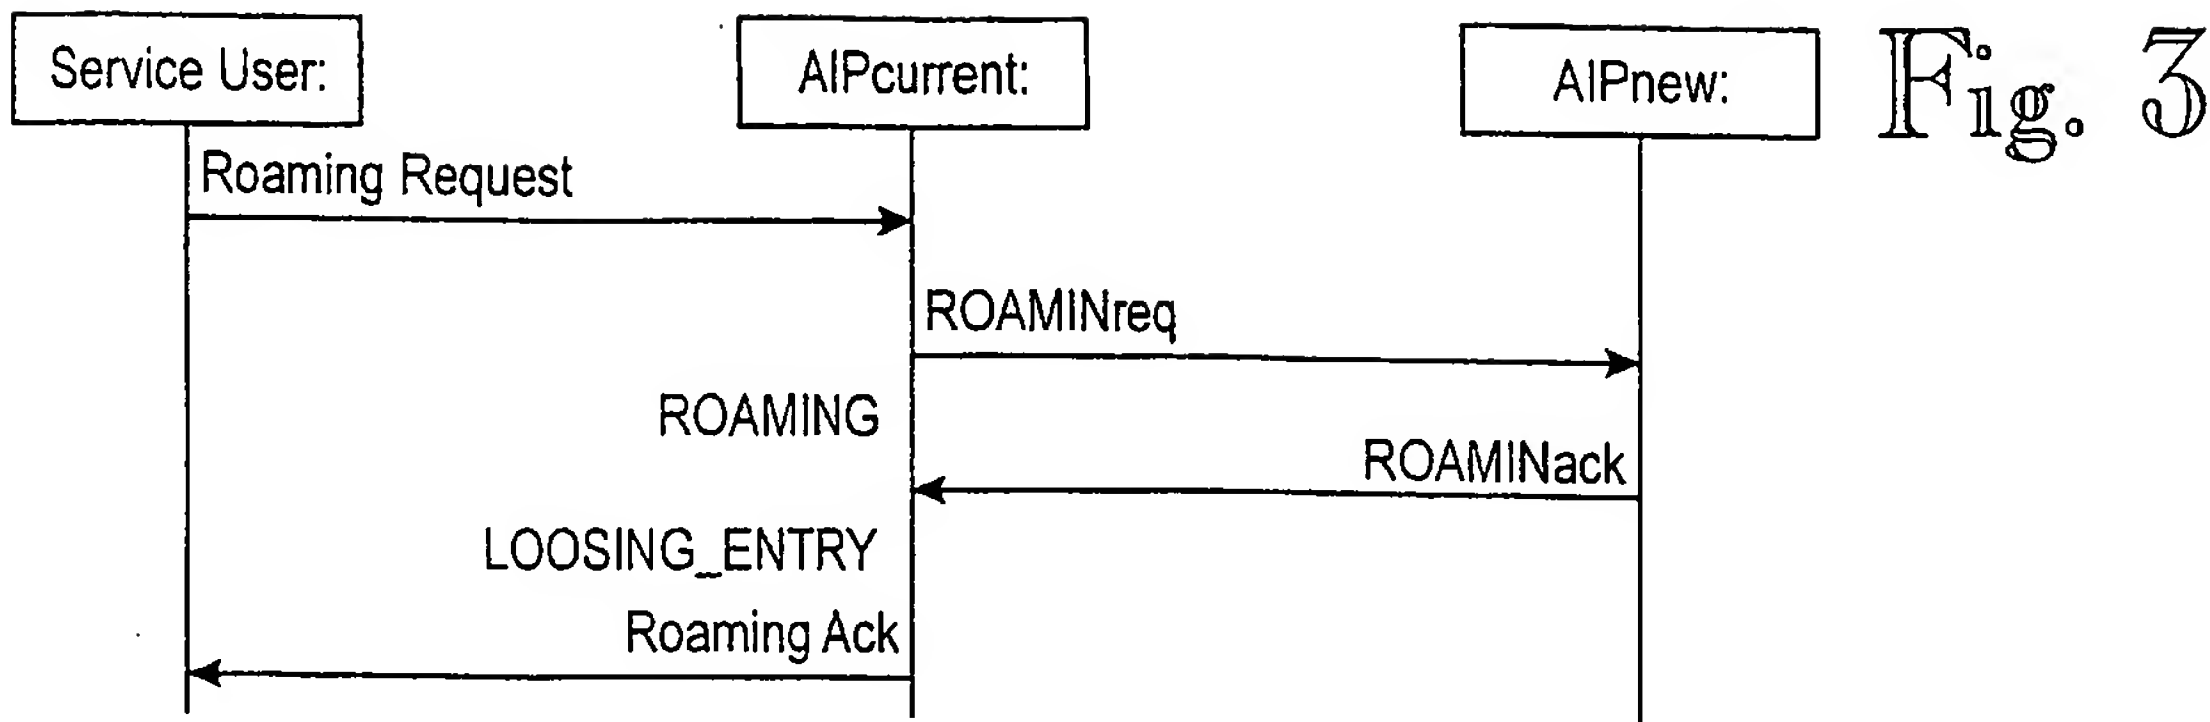 Service User:
AIPcurrent:
AIPnew:
Fig. 3
Roaming Request
ROAMINreq
ROAMING
ROAMINack
LOOSING_ENTRY
Roaming Ack